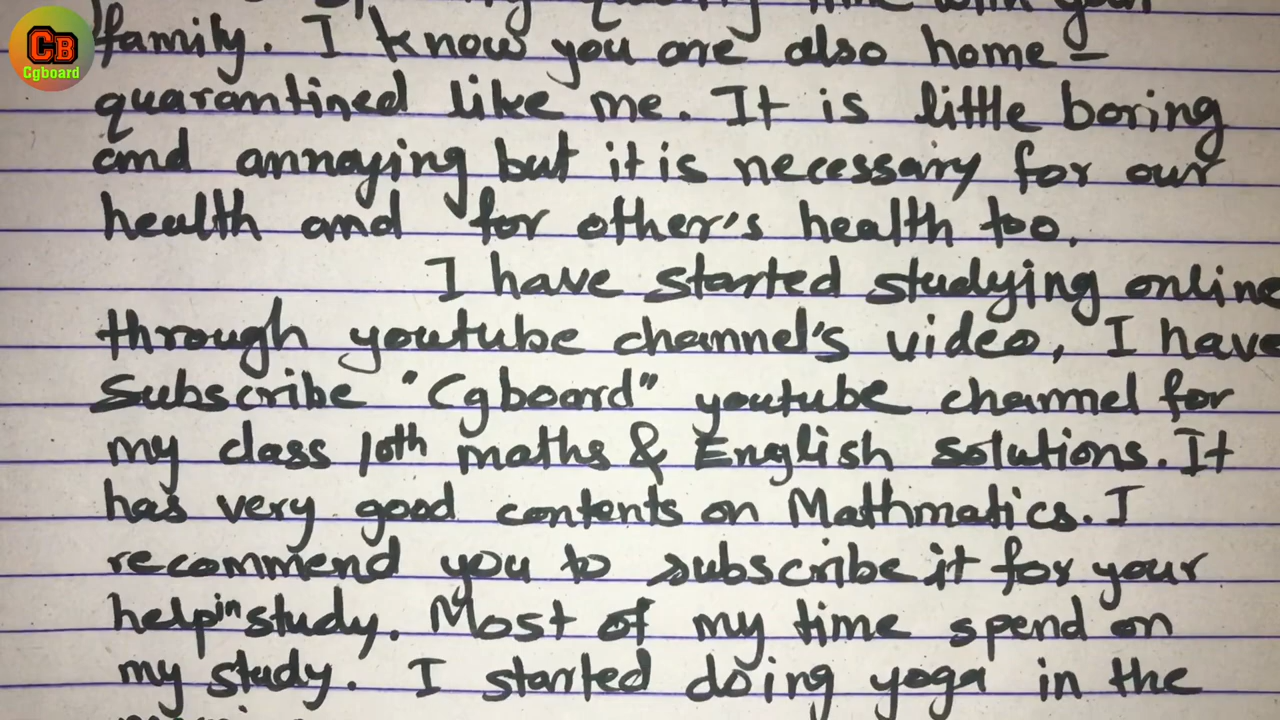 CB
Cgboard
time with your
family. I know you are also home-
quarantined like me. It is little boring
and annoying but it is necessary for our
health and for other's health too.
I have started studying online
through youtube channel's video, I have
Subscribe "Cgboard" youtube channel for
my class 10th maths & English solutions. It
has very good contents on Mathmatics. I
recommend you to subscribe it for your
help in study. Most of my time spend on
my study. I started doing yoga in the